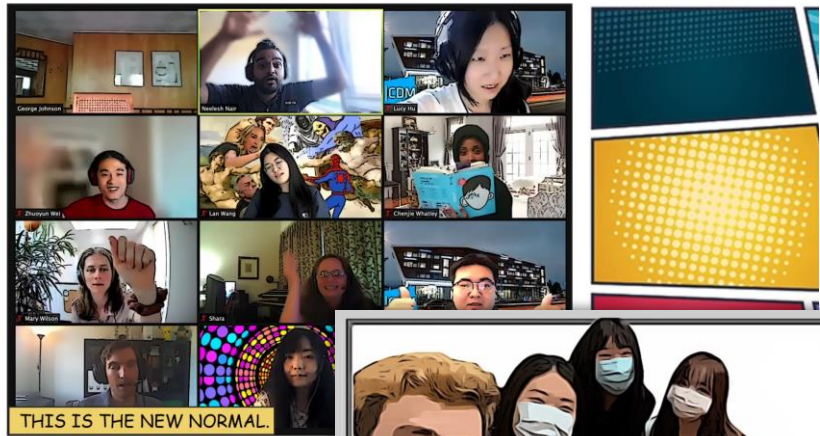 George Johnson
Neelesh Nair
CDM
Lucy Hu
Zhuoyun Wei
Lan Wang
Chenjie Whatley
Mary Wilson
Shara
THIS IS THE NEW NORMAL.